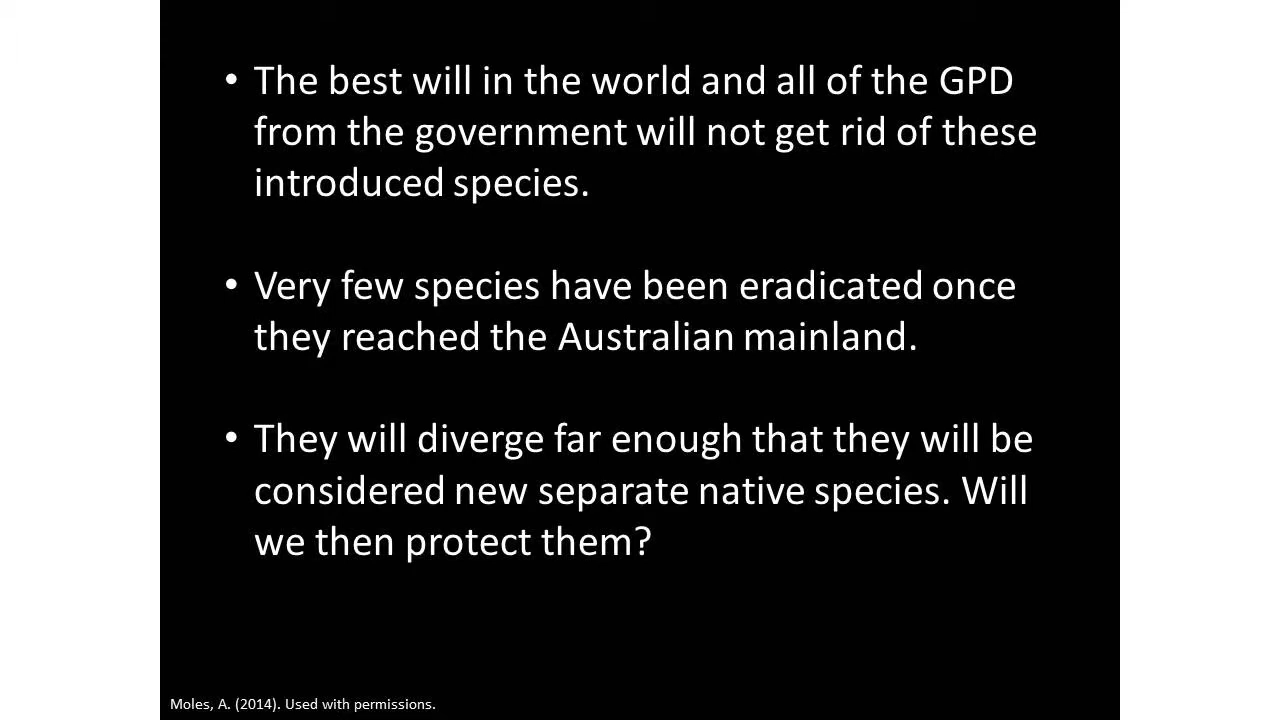 • The best will in the world and all of the GPD
from the government will not get rid of these
introduced species.
• Very few species have been eradicated once
they reached the Australian mainland.
• They will diverge far enough that they will be
considered new separate native species. Will
we then protect them?
Moles, A. (2014). Used with permissions.